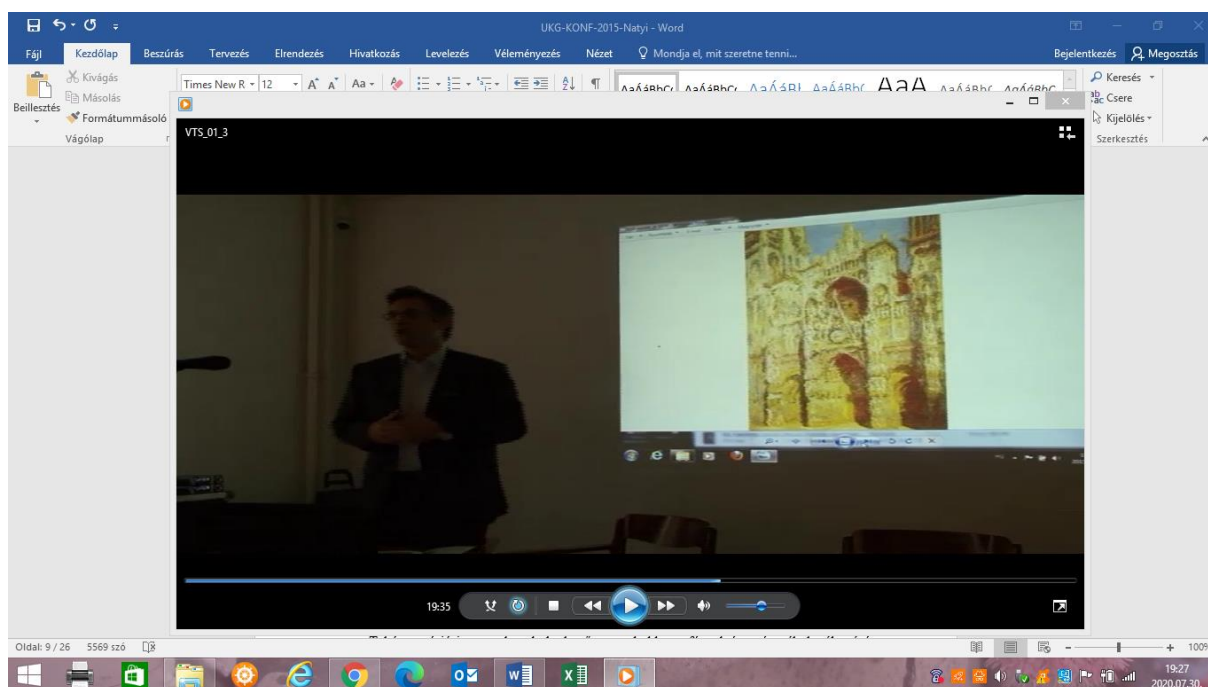 UKG-KONF-2015-Natyi - Word
Fájl Kezdőlap Beszúrás Tervezés Elrendezés Hivatkozás Levelezés Véleményezés Nézet Mondja el, mit szeretne tenni... Bejelentkezés Megosztás
Beillesztés
Kivágás
Másolás
Formátummásoló
Vágólap
Times New R 12
Keresés
Csere
Kijelölés
Szerkesztés
VTS_01_3
19:35
Oldal: 9 / 26 5569 szó
100%
19:27
2020.07.30.